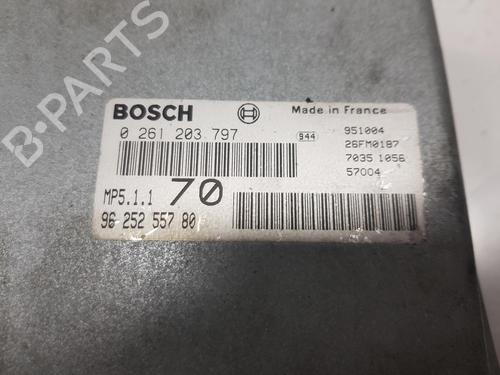 BOSCH
Made in France
0 261 203 797
944
951004
26FM0187
7035 1056
57004
MP5.1.1
70
96 252 557 80
B-PARTS